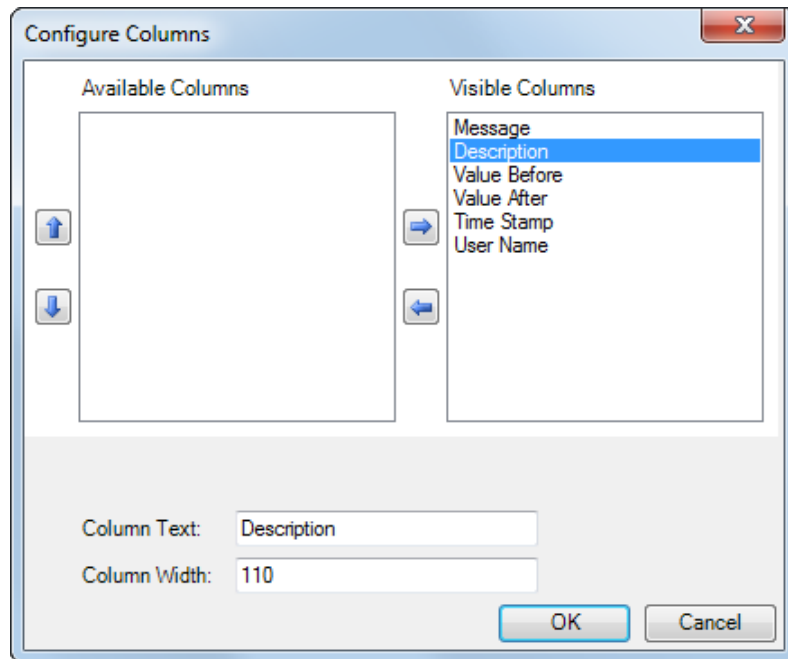 Configure Columns
Available Columns
Visible Columns
Message
Description
Value Before
Value After
Time Stamp
User Name
Column Text: Description
Column Width: 110
OK Cancel